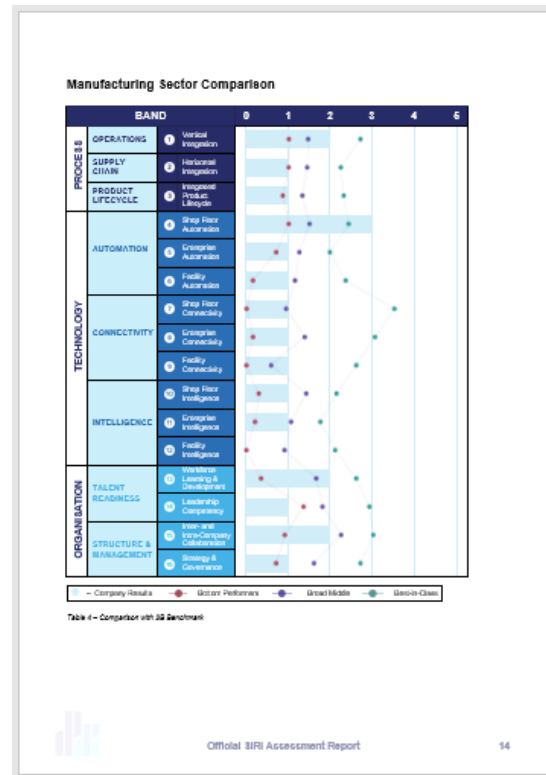 Manufacturing Sector Comparison
BAND 0 1 2 3 4 5
PROCESS
OPERATIONS 1 Vertical Integration
SUPPLY CHAIN 2 Horizontal Integration
PRODUCT LIFECYCLE 3 Integrated Product Lifecycle
TECHNOLOGY
AUTOMATION
4 Shop Floor Automation
5 Enterprise Automation
6 Facility Automation
CONNECTIVITY
7 Shop Floor Connectivity
8 Enterprise Connectivity
9 Facility Connectivity
INTELLIGENCE
10 Shop Floor Intelligence
11 Enterprise Intelligence
12 Facility Intelligence
ORGANISATION
TALENT READINESS
13 Workforce Learning & Development
14 Leadership Competency
STRUCTURE & MANAGEMENT
15 Inter- and Intra-Company Collaboration
16 Strategy & Governance
– Company Results Bottom Performers Broad Middle Best-in-Class
Table 4 – Comparison with SG Benchmark
Official SIRI Assessment Report 14